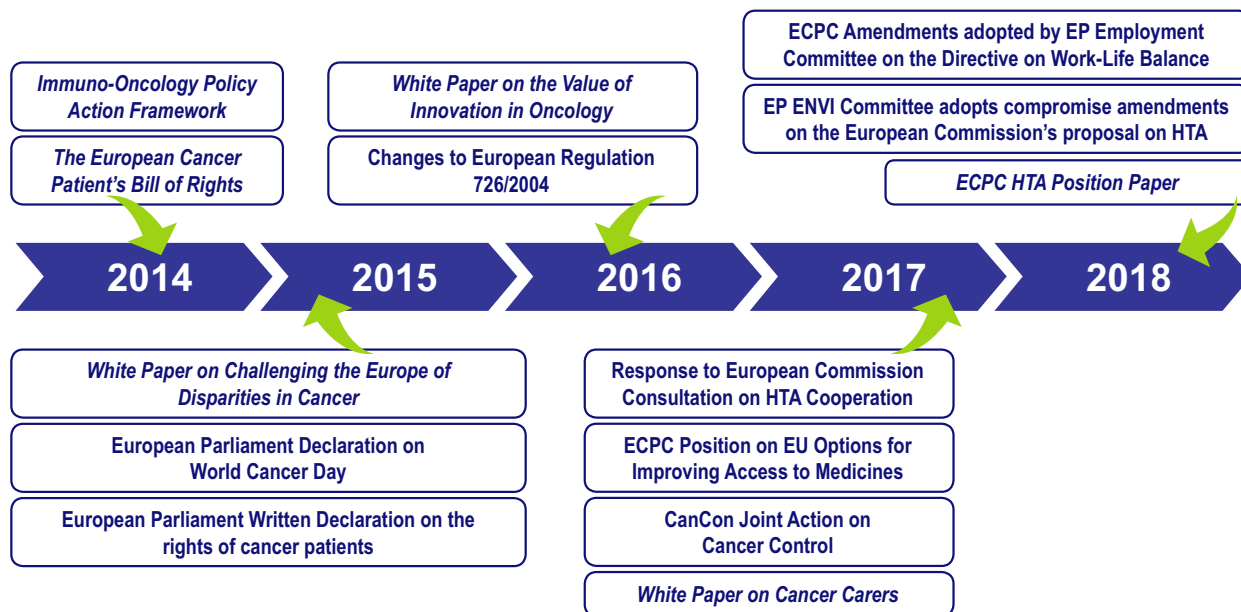 Immuno-Oncology Policy
Action Framework
The European Cancer
Patient's Bill of Rights
White Paper on the Value of
Innovation in Oncology
Changes to European Regulation
726/2004
ECPC Amendments adopted by EP Employment
Committee on the Directive on Work-Life Balance
EP ENVI Committee adopts compromise amendments
on the European Commission's proposal on HTA
ECPC HTA Position Paper
2014
2015
2016
2017
2018
White Paper on Challenging the Europe of
Disparities in Cancer
European Parliament Declaration on
World Cancer Day
European Parliament Written Declaration on the
rights of cancer patients
Response to European Commission
Consultation on HTA Cooperation
ECPC Position on EU Options for
Improving Access to Medicines
CanCon Joint Action on
Cancer Control
White Paper on Cancer Carers